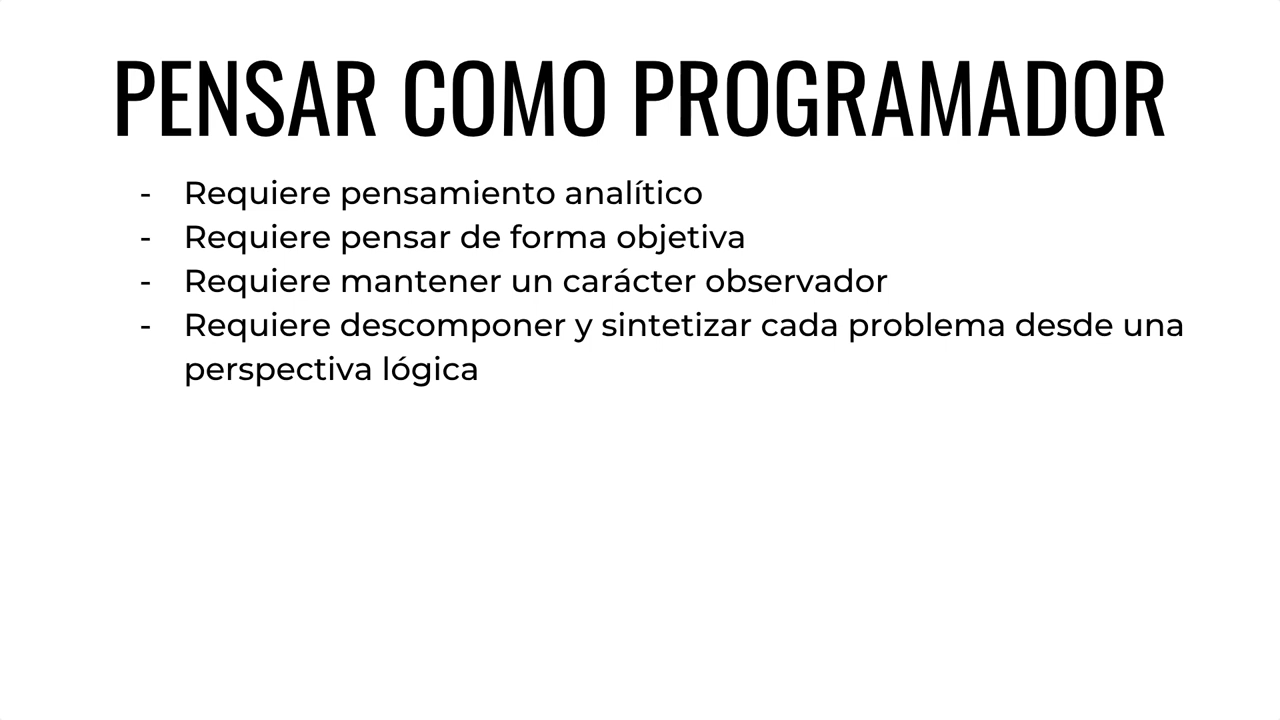 PENSAR COMO PROGRAMADOR
- Requiere pensamiento analítico
- Requiere pensar de forma objetiva
- Requiere mantener un carácter observador
- Requiere descomponer y sintetizar cada problema desde una
perspectiva lógica